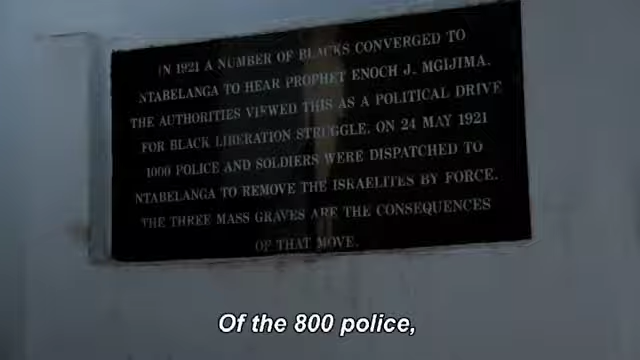 IN 1921 A NUMBER OF BLACKS CONVERGED TO
NTABELANGA TO HEAR PROPHET ENOCH J. MGIJIMA.
THE AUTHORITIES VIEWED THIS AS A POLITICAL DRIVE
FOR BLACK LIBERATION STRUGGLE. ON 24 MAY 1921
1000 POLICE AND SOLDIERS WERE DISPATCHED TO
NTABELANGA TO REMOVE THE ISRAELITES BY FORCE.
THE THREE MASS GRAVES ARE THE CONSEQUENCES
OF THAT MOVE.
Of the 800 police,